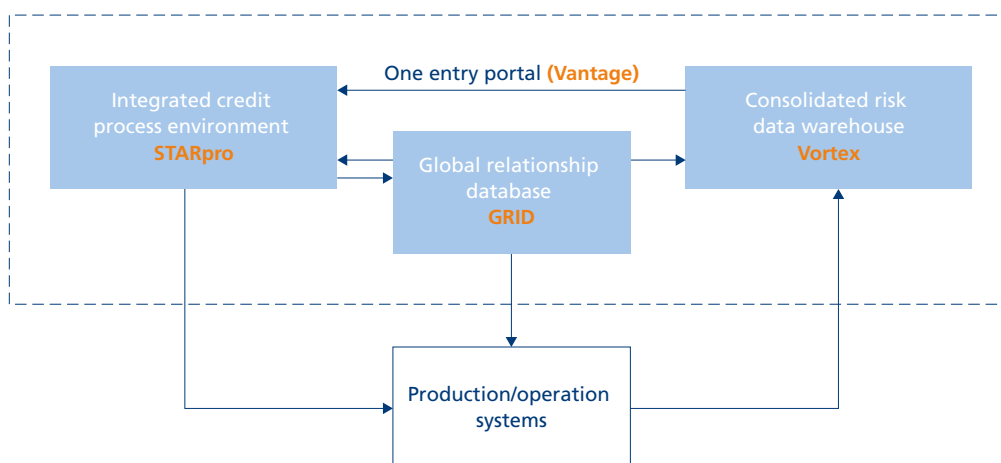 One entry portal (Vantage)
Integrated credit
process environment
STARpro
Consolidated risk
data warehouse
Vortex
Global relationship
database
GRID
Production/operation
systems